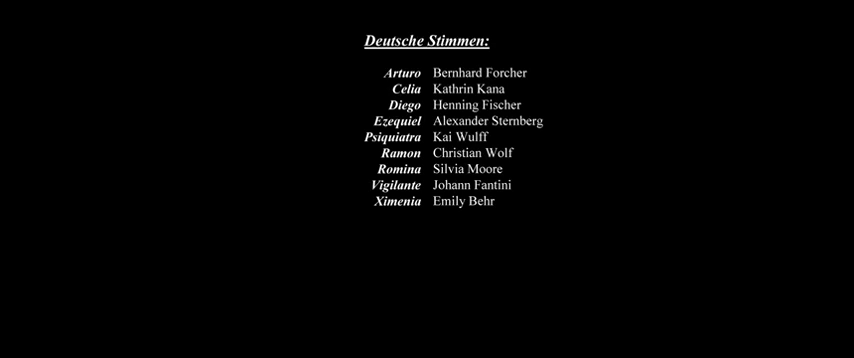 Deutsche Stimmen:
Arturo Bernhard Forcher
Celia Kathrin Kana
Diego Henning Fischer
Ezequiel Alexander Sternberg
Psiquiatra Kai Wulff
Ramon Christian Wolf
Romina Silvia Moore
Vigilante Johann Fantini
Ximenia Emily Behr